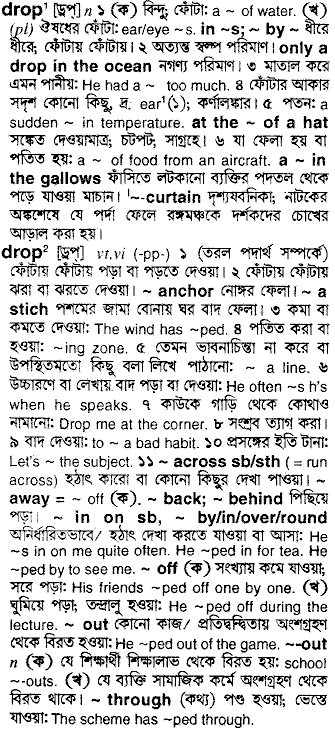 drop¹ [ড্রপ্] n ১ (ক) বিন্দু; ফোঁটা: a ~ of water. (খ)
(pl) ঔষধের ফোঁটা: ear/eye ~s. in ~s; ~ by ~ ধীরে
ধীরে; ফোঁটায় ফোঁটায়। ২ অত্যন্ত স্বল্প পরিমাণ। only a
drop in the ocean নগণ্য পরিমাণ। ৩ মাতাল করে
এমন পানীয়: He had a ~ too much. ৪ ফোঁটার আকার
সদৃশ কোনো কিছু, দ্র. ear¹(১); কর্ণালঙ্কার। ৫ পতন: a
sudden ~ in temperature. at the ~ of a hat
সঙ্কেত দেওয়ামাত্র; চটপট; সাগ্রহে। ৬ যা ফেলা হয় বা
পতিত হয়: a ~ of food from an aircraft. a ~ in
the gallows ফাঁসিতে লটকানো ব্যক্তির পদতল থেকে
পড়ে যাওয়া মাচান। '~-curtain দৃশ্যযবনিকা; নাটকের
অঙ্কশেষে যে পর্দা ফেলে রঙ্গমঞ্চকে দর্শকদের চোখের
আড়াল করা হয়।
drop² [ড্রপ্] vt,vi (-pp-) ১ (তরল পদার্থ সম্পর্কে)
ফোঁটায় ফোঁটায় পড়া বা পড়তে দেওয়া। ২ ফোঁটায় ফোঁটায়
ঝরা বা ঝরতে দেওয়া। ~ anchor নোঙ্গর ফেলা। ~ a
stich পশমের জামা বোনায় ঘর বাদ ফেলা। ৩ কমা বা
কমতে দেওয়া: The wind has ~ped. ৪ পতিত করা বা
হওয়া: ~ing zone. ৫ তেমন ভাবনাচিন্তা না করে বা
উপস্থিতমতো কিছু বলা লিখে পাঠানো: ~ a line. ৬
উচ্চারণে বা লেখায় বাদ পড়া বা দেওয়া: He often ~s h's
when he speaks. ৭ কাউকে গাড়ি থেকে কোথাও
নামানো: Drop me at the corner. ৮ সংশ্রব ত্যাগ করা।
৯ বাদ দেওয়া: to ~ a bad habit. ১০ প্রসঙ্গের ইতি টানা:
Let's ~ the subject. ১১ ~ across sb/sth (= run
across) হঠাৎ কারো বা কোনো কিছুর দেখা পাওয়া। ~
away = ~ off (ক). ~ back; ~ behind পিছিয়ে
পড়া। ~ in on sb, ~ by/in/over/round
অনির্ধারিতভাবে/ হঠাৎ দেখা করতে যাওয়া বা আসা: He
~s in on me quite often. He ~ped in for tea. He
~ped by to see me. ~ off (ক) সংখ্যায় কমে যাওয়া;
সরে পড়া: His friends ~ped off one by one. (খ)
ঘুমিয়ে পড়া; তন্দ্রালু হওয়া: He ~ped off during the
lecture. ~ out কোনো কাজ/ প্রতিদ্বন্দ্বিতায় অংশগ্রহণ
থেকে বিরত হওয়া: He ~ped out of the game. ~-out
n (ক) যে শিক্ষার্থী শিক্ষালাভ থেকে বিরত হয়: school
~-outs. (খ) যে ব্যক্তি সামাজিক কর্মে অংশগ্রহণ থেকে
বিরত থাকে। ~ through (কথ্য) পণ্ড হওয়া; ভেস্তে
যাওয়া: The scheme has ~ped through.